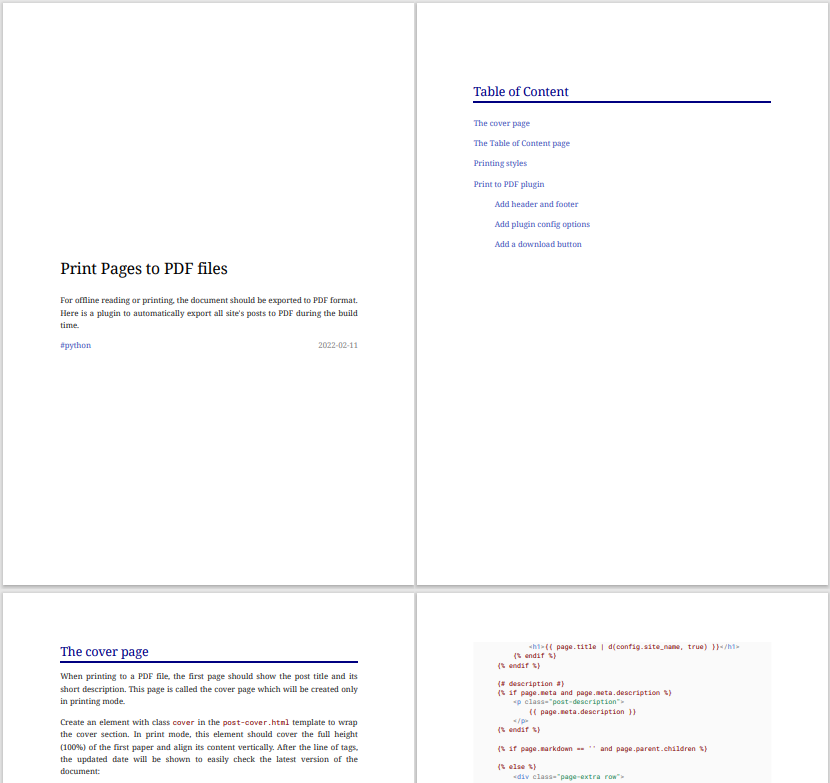 Print Pages to PDF files
For offline reading or printing, the document should be exported to PDF format.
Here is a plugin to automatically export all site's posts to PDF during the build
time.
#python 2022-02-11
Table of Content
The cover page
The Table of Content page
Printing styles
Print to PDF plugin
Add header and footer
Add plugin config options
Add a download button
The cover page
When printing to a PDF file, the first page should show the post title and its
short description. This page is called the cover page which will be created only
in printing mode.
Create an element with class cover in the post-cover.html template to wrap
the cover section. In print mode, this element should cover the full height
(100%) of the first paper and align its content vertically. After the line of tags,
the updated date will be shown to easily check the latest version of the
document:
<h1>{{ page.title | d(config.site_name, true) }}</h1>
{% endif %}
{% endif %}
{# description #}
{% if page.meta and page.meta.description %}
<p class="post-description">
{{ page.meta.description }}
</p>
{% endif %}
{% if page.markdown == '' and page.parent.children %}
{% else %}
<div class="page-extra row">